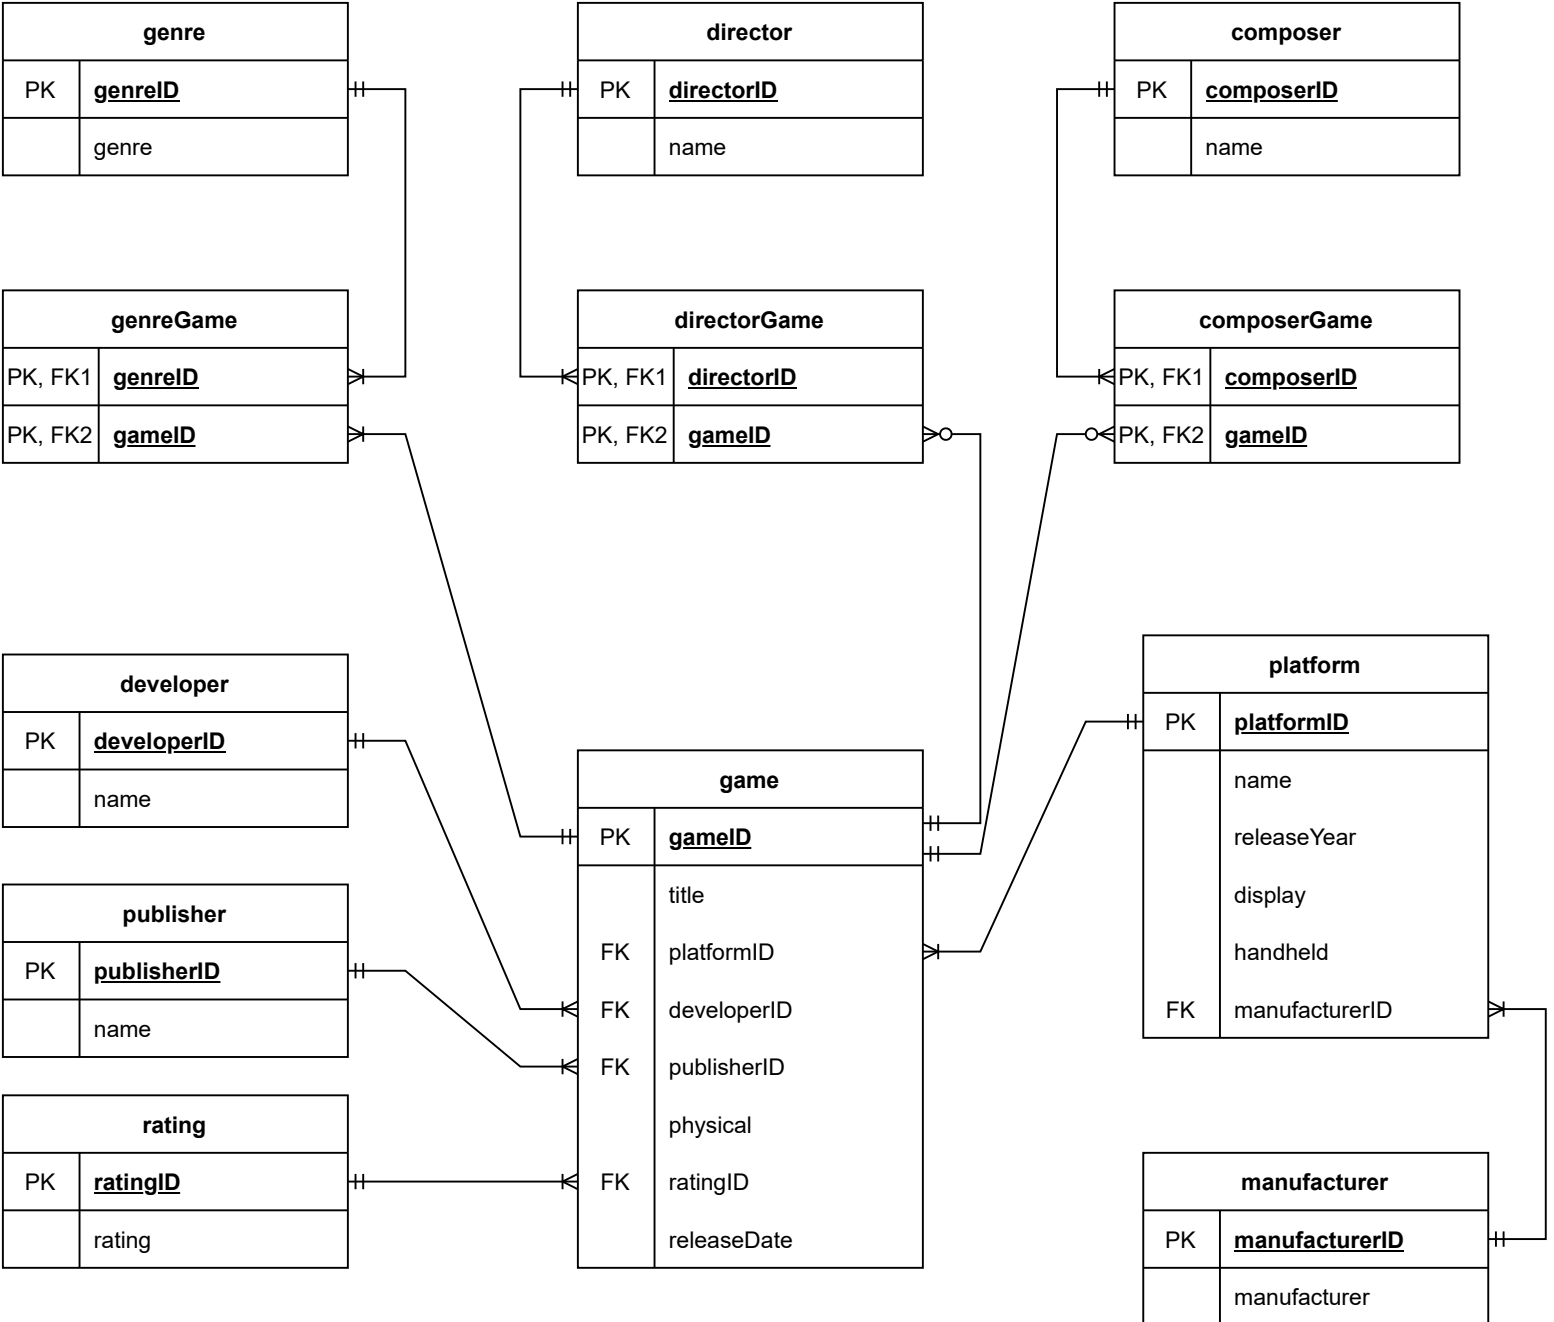 genre
PK genreID
genre
director
PK directorID
name
composer
PK composerID
name
genreGame
PK, FK1 genreID
PK, FK2 gameID
directorGame
PK, FK1 directorID
PK, FK2 gameID
composerGame
PK, FK1 composerID
PK, FK2 gameID
developer
PK developerID
name
publisher
PK publisherID
name
rating
PK ratingID
rating
game
PK gameID
title
FK platformID
FK developerID
FK publisherID
physical
FK ratingID
releaseDate
platform
PK platformID
name
releaseYear
display
handheld
FK manufacturerID
manufacturer
PK manufacturerID
manufacturer